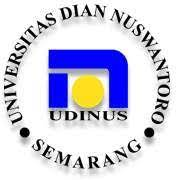 UNIVERSITAS DIAN NUSWANTORO
UDINUS
• SEMARANG •